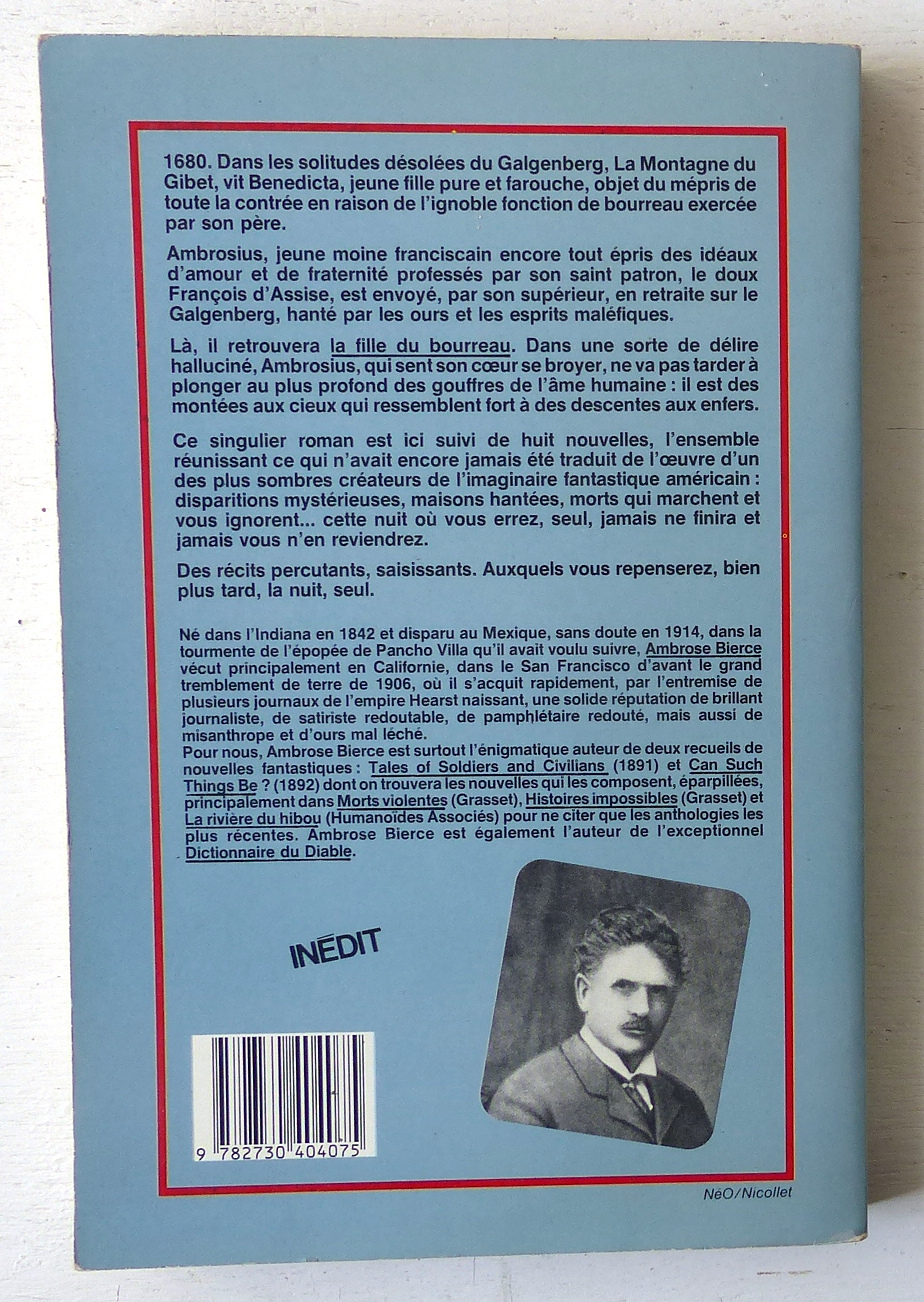 1680. Dans les solitudes désolées du Galgenberg, La Montagne du
Gibet, vit Benedicta, jeune fille pure et farouche, objet du mépris de
toute la contrée en raison de l'ignoble fonction de bourreau exercée
par son père.
Ambrosius, jeune moine franciscain encore tout épris des idéaux
d'amour et de fraternité professés par son saint patron, le doux
François d'Assise, est envoyé, par son supérieur, en retraite sur le
Galgenberg, hanté par les ours et les esprits maléfiques.
Là, il retrouvera la fille du bourreau. Dans une sorte de délire
halluciné, Ambrosius, qui sent son cœur se broyer, ne va pas tarder à
plonger au plus profond des gouffres de l'âme humaine : il est des
montées aux cieux qui ressemblent fort à des descentes aux enfers.
Ce singulier roman est ici suivi de huit nouvelles, l'ensemble
réunissant ce qui n'avait encore jamais été traduit de l'œuvre d'un
des plus sombres créateurs de l'imaginaire fantastique américain :
disparitions mystérieuses, maisons hantées, morts qui marchent et
vous ignorent... cette nuit où vous errez, seul, jamais ne finira et
jamais vous n'en reviendrez.
Des récits percutants, saisissants. Auxquels vous repenserez, bien
plus tard, la nuit, seul.
Né dans l'Indiana en 1842 et disparu au Mexique, sans doute en 1914, dans la
tourmente de l'épopée de Pancho Villa qu'il avait voulu suivre, Ambrose Bierce
vécut principalement en Californie, dans le San Francisco d'avant le grand
tremblement de terre de 1906, où il s'acquit rapidement, par l'entremise de
plusieurs journaux de l'empire Hearst naissant, une solide réputation de brillant
journaliste, de satiriste redoutable, de pamphlétaire redouté, mais aussi de
misanthrope et d'ours mal léché.
Pour nous, Ambrose Bierce est surtout l'énigmatique auteur de deux recueils de
nouvelles fantastiques : Tales of Soldiers and Civilians (1891) et Can Such
Things Be ? (1892) dont on trouvera les nouvelles qui les composent, éparpillées,
principalement dans Morts violentes (Grasset), Histoires impossibles (Grasset) et
La rivière du hibou (Humanoïdes Associés) pour ne citer que les anthologies les
plus récentes. Ambrose Bierce est également l'auteur de l'exceptionnel
Dictionnaire du Diable.
INÉDIT
9 782730 404075
NéO/Nicollet